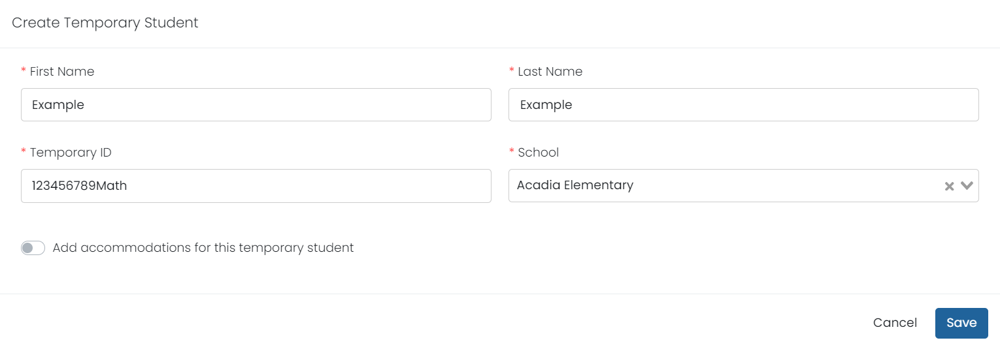 Create Temporary Student
* First Name
* Last Name
Example
Example
* Temporary ID
* School
123456789Math
Acadia Elementary
Add accommodations for this temporary student
Cancel
Save